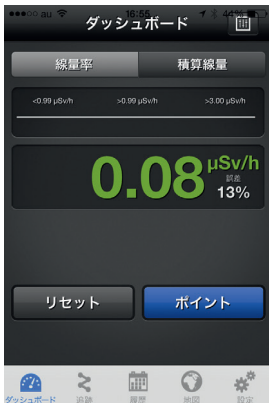 au 16:55 44%
ダッシュボード
線量率 積算線量
<0.99 μSv/h >0.99 μSv/h >3.00 μSv/h
0.08 μSv/h
誤差
13%
リセット ポイント
ダッシュボード 追跡 履歴 地図 設定